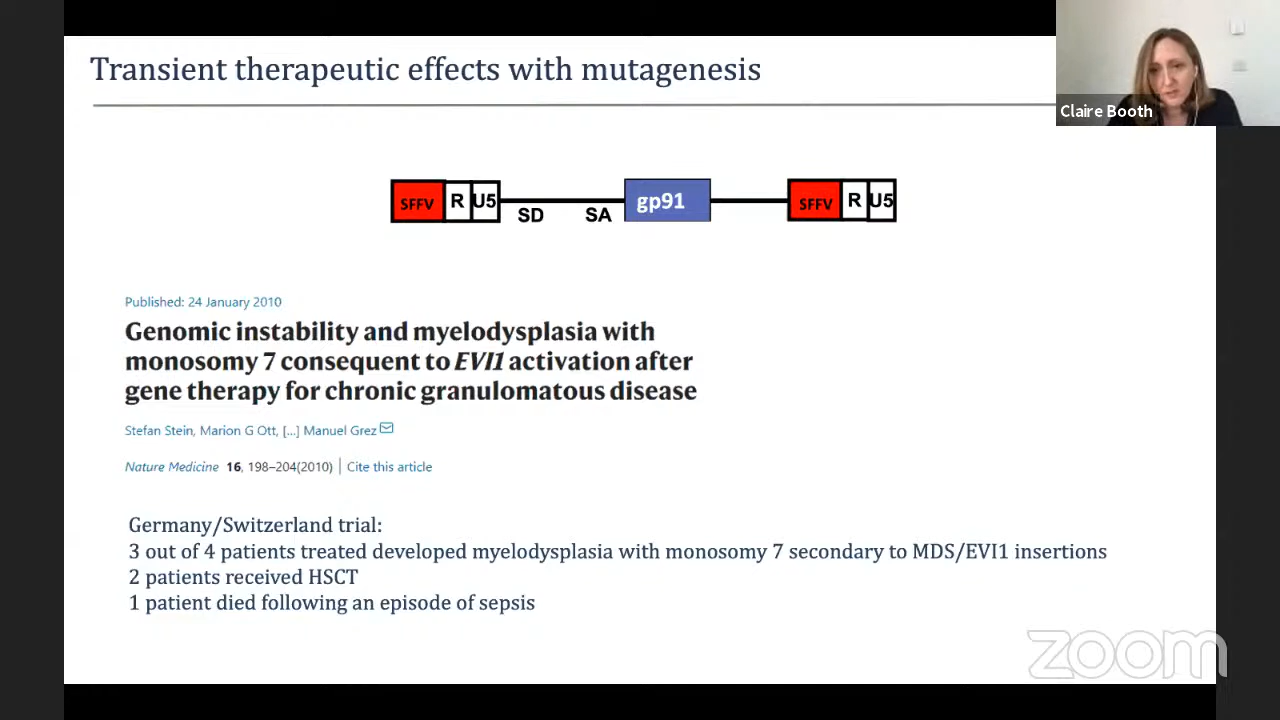 Transient therapeutic effects with mutagenesis
Claire Booth
SFFV R U5 gp91 SFFV R U5
SD SA
Published: 24 January 2010
Genomic instability and myelodysplasia with
monosomy 7 consequent to EVI1 activation after
gene therapy for chronic granulomatous disease
Stefan Stein, Marion G Ott, [...] Manuel Grez
Nature Medicine 16, 198–204(2010) | Cite this article
Germany/Switzerland trial:
3 out of 4 patients treated developed myelodysplasia with monosomy 7 secondary to MDS/EVI1 insertions
2 patients received HSCT
1 patient died following an episode of sepsis
zoom